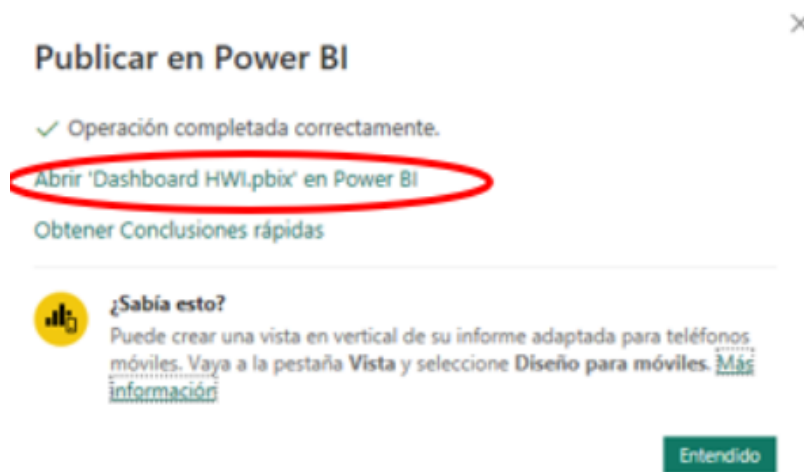 Publicar en Power BI
Operación completada correctamente.
Abrir 'Dashboard HWI.pbix' en Power BI
Obtener Conclusiones rápidas
¿Sabía esto?
Puede crear una vista en vertical de su informe adaptada para teléfonos
móviles. Vaya a la pestaña Vista y seleccione Diseño para móviles. Más
información
Entendido